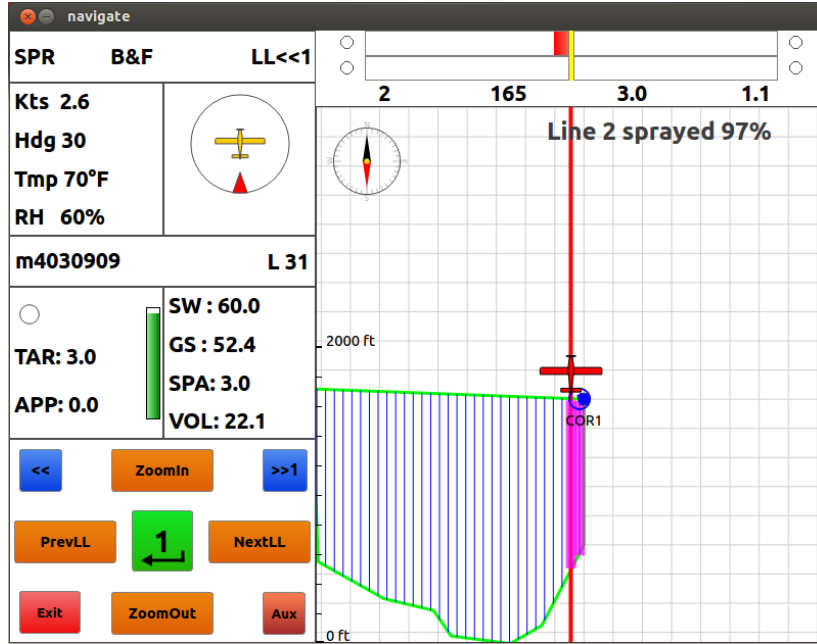 navigate
SPR B&F LL<<1
2 165 3.0 1.1
Kts 2.6
Hdg 30
Tmp 70°F
RH 60%
m4030909 L 31
TAR: 3.0
APP: 0.0
SW : 60.0
GS : 52.4
SPA: 3.0
VOL: 22.1
<< ZoomIn >>1
PrevLL 1 NextLL
Exit ZoomOut Aux
Line 2 sprayed 97%
N
W
S
2000 ft
COR1
0 ft